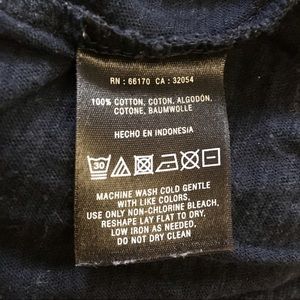 RN : 66170 CA : 32054
100% COTTON, COTON, ALGODÓN,
COTONE, BAUMWOLLE
HECHO EN INDONESIA
30
MACHINE WASH COLD GENTLE
WITH LIKE COLORS.
USE ONLY NON-CHLORINE BLEACH.
RESHAPE LAY FLAT TO DRY.
LOW IRON AS NEEDED.
DO NOT DRY CLEAN